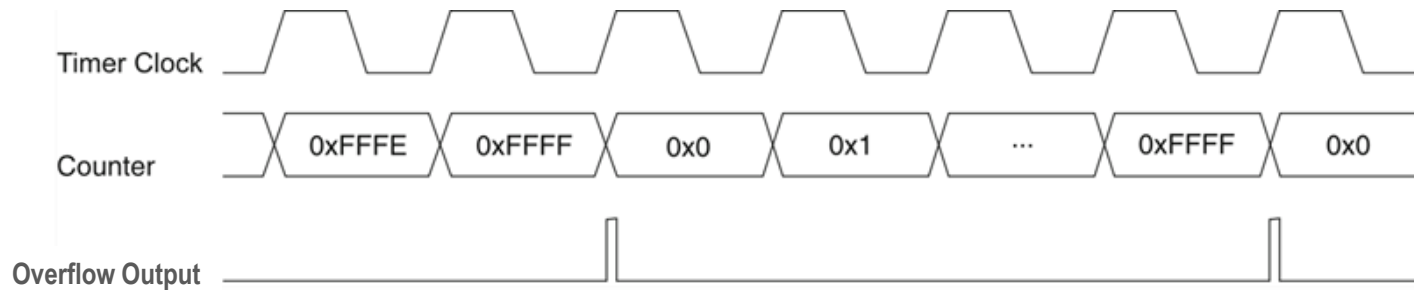 Timer Clock
Counter
0xFFFE 0xFFFF 0x0 0x1 ... 0xFFFF 0x0
Overflow Output